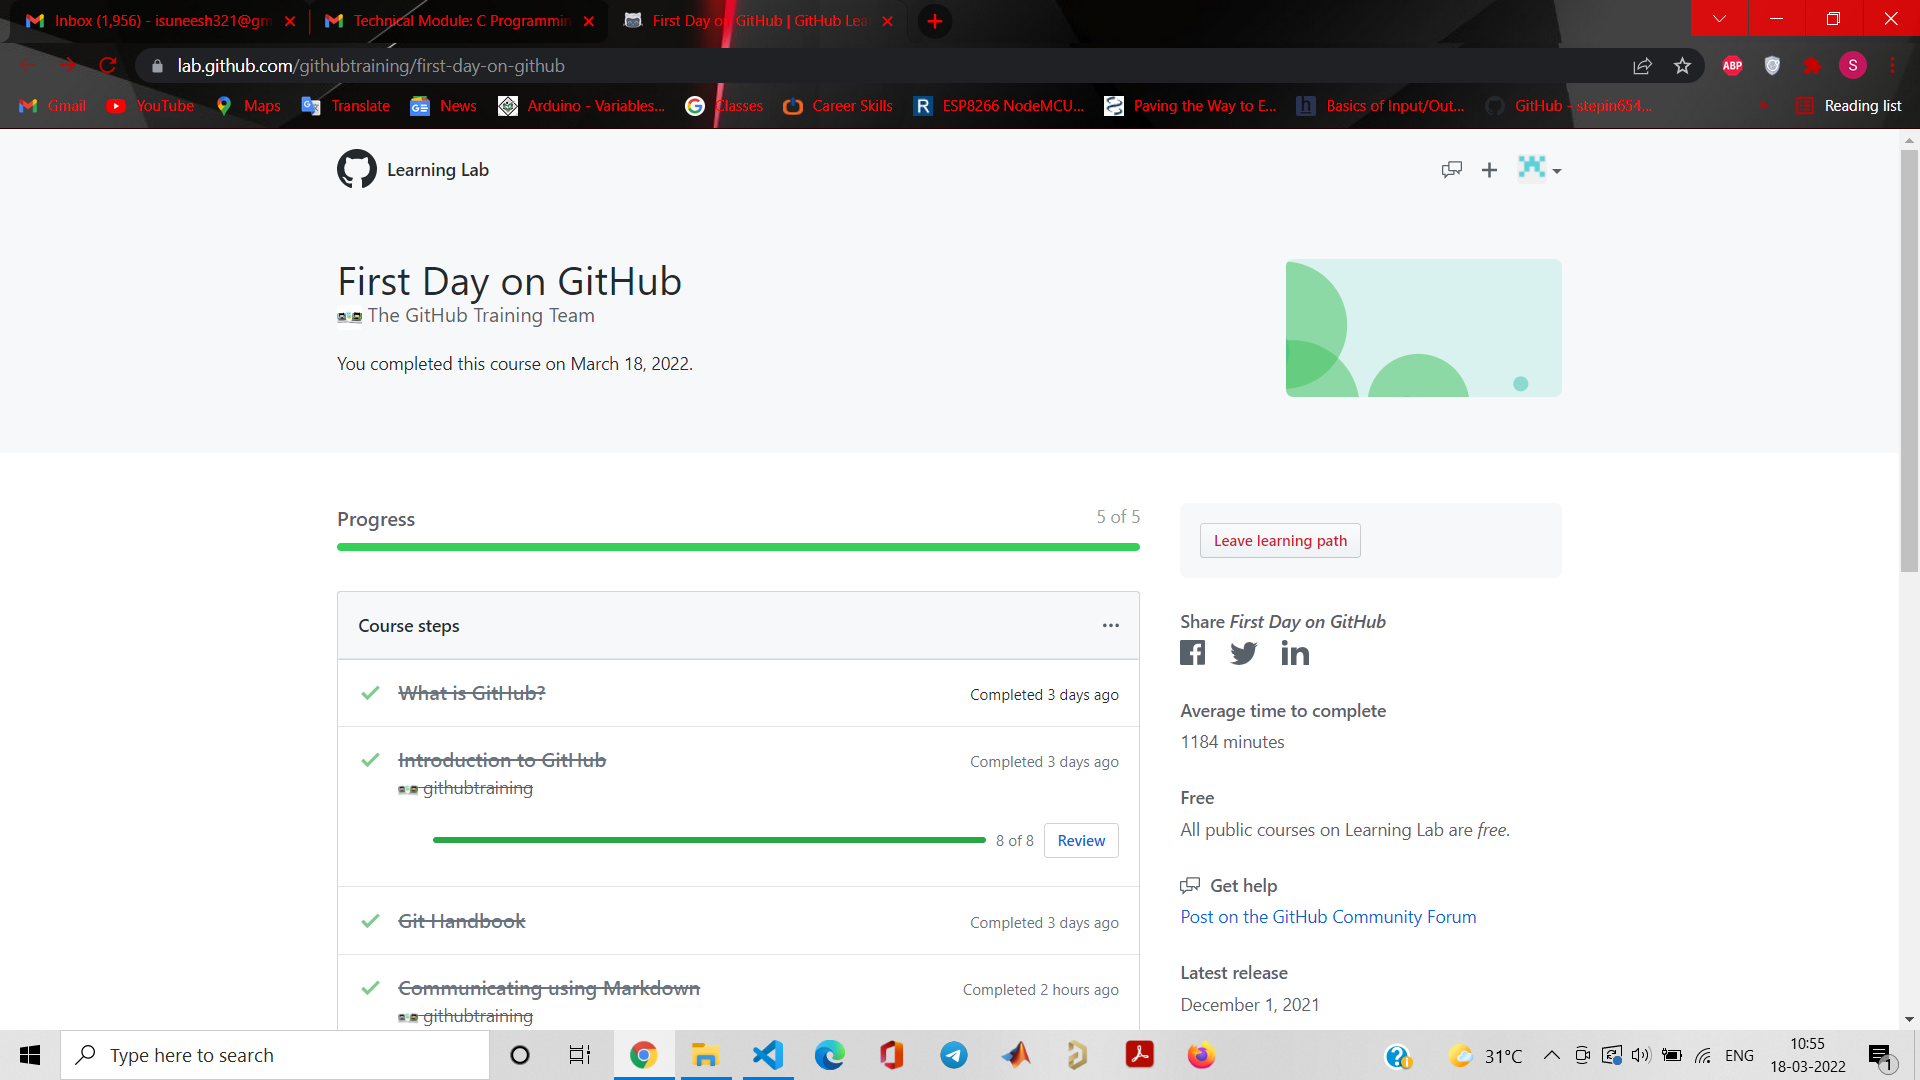 Inbox (1,956) - isuneesh321@gm
Technical Module: C Programmin
First Day on GitHub | GitHub Lea
lab.github.com/githubtraining/first-day-on-github
ABP
S
Gmail
YouTube
Maps
Translate
News
Arduino - Variables...
Classes
Career Skills
R ESP8266 NodeMCU...
Paving the Way to E...
h Basics of Input/Out...
GitHub - stepin654...
»
Reading list
Learning Lab
First Day on GitHub
The GitHub Training Team
You completed this course on March 18, 2022.
Progress
5 of 5
Leave learning path
Course steps
Share First Day on GitHub
What is GitHub?
Completed 3 days ago
Average time to complete
1184 minutes
Introduction to GitHub
Completed 3 days ago
githubtraining
8 of 8
Review
Free
All public courses on Learning Lab are free.
Get help
Post on the GitHub Community Forum
Git Handbook
Completed 3 days ago
Latest release
December 1, 2021
Communicating using Markdown
Completed 2 hours ago
githubtraining
Type here to search
31°C
ENG
10:55
18-03-2022
1